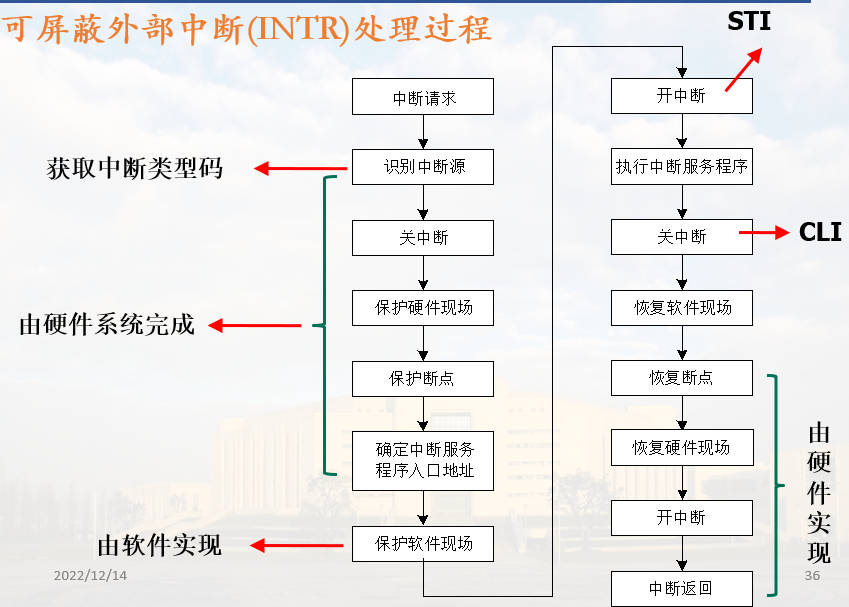 可屏蔽外部中断(INTR)处理过程
中断请求
识别中断源
获取中断类型码
关中断
保护硬件现场
由硬件系统完成
保护断点
确定中断服务
程序入口地址
保护软件现场
由软件实现
STI
开中断
执行中断服务程序
关中断
CLI
恢复软件现场
恢复断点
恢复硬件现场
开中断
中断返回
由
硬
件
实
现
2022/12/14
36